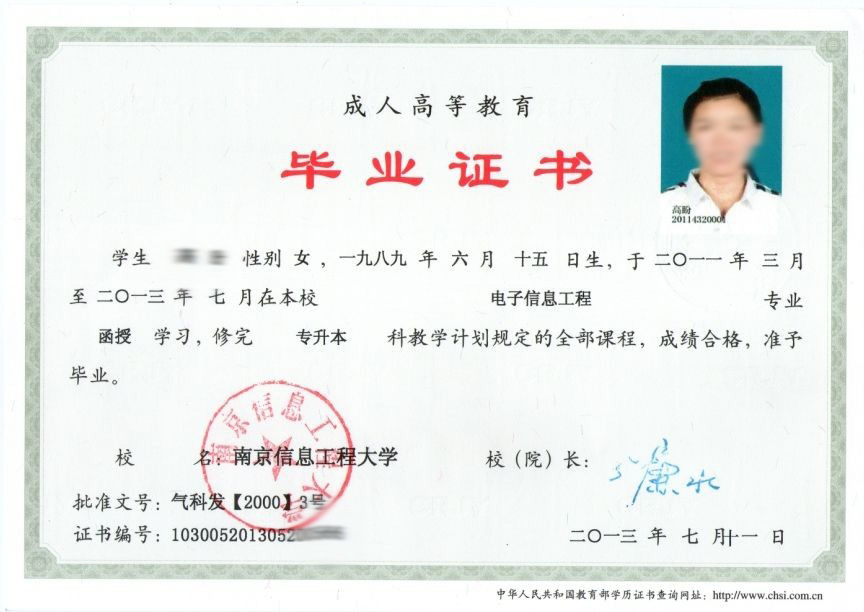 成人高等教育
毕业证书
高盼
20114320004
学生 性别 女，一九八九 年 六 月 十五 日生，于 二〇一一 年 三 月
至 二〇一三 年 七 月在本校 电子信息工程 专业
函授 学习，修完 专升本 科教学计划规定的全部课程，成绩合格，准予
毕业。
南京信息工程大学
校 名：南京信息工程大学 校（院）长：
批准文号：气科发【2000】3号
证书编号：1030052013052
二〇一三 年 七 月十一 日
中华人民共和国教育部学历证书查询网址：http://www.chsi.com.cn